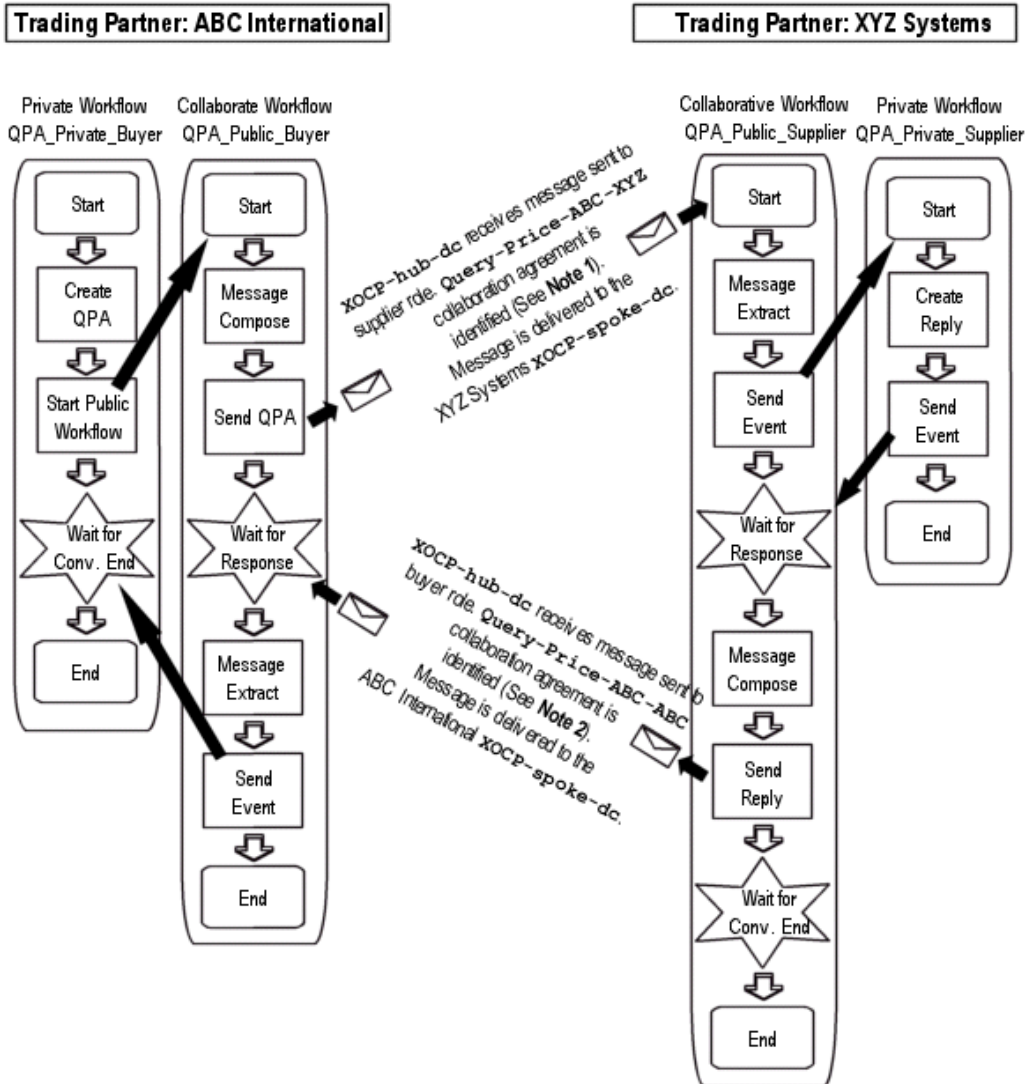 Trading Partner: ABC International
Trading Partner: XYZ Systems
Private Workflow
QPA_Private_Buyer
Start
Create
QPA
Start Public
Workflow
Wait for
Conv. End
End
Collaborate Workflow
QPA_Public_Buyer
Start
Message
Compose
Send QPA
Wait for
Response
Message
Extract
Send
Event
End
XOCP-hub-dc receives message sent to
supplier role. Query-Price-ABC-XYZ
collaboration agreement is
identified (See Note 1).
Message is delivered to the
XYZ Systems XOCP-spoke-dc.
XOCP-hub-dc receives message sent to
buyer role. Query-Price-ABC-ABC
collaboration agreement is
identified (See Note 2).
Message is delivered to the
ABC International XOCP-spoke-dc.
Collaborative Workflow
QPA_Public_Supplier
Start
Message
Extract
Send
Event
Wait for
Response
Message
Compose
Send
Reply
Wait for
Conv. End
End
Private Workflow
QPA_Private_Supplier
Start
Create
Reply
Send
Event
End